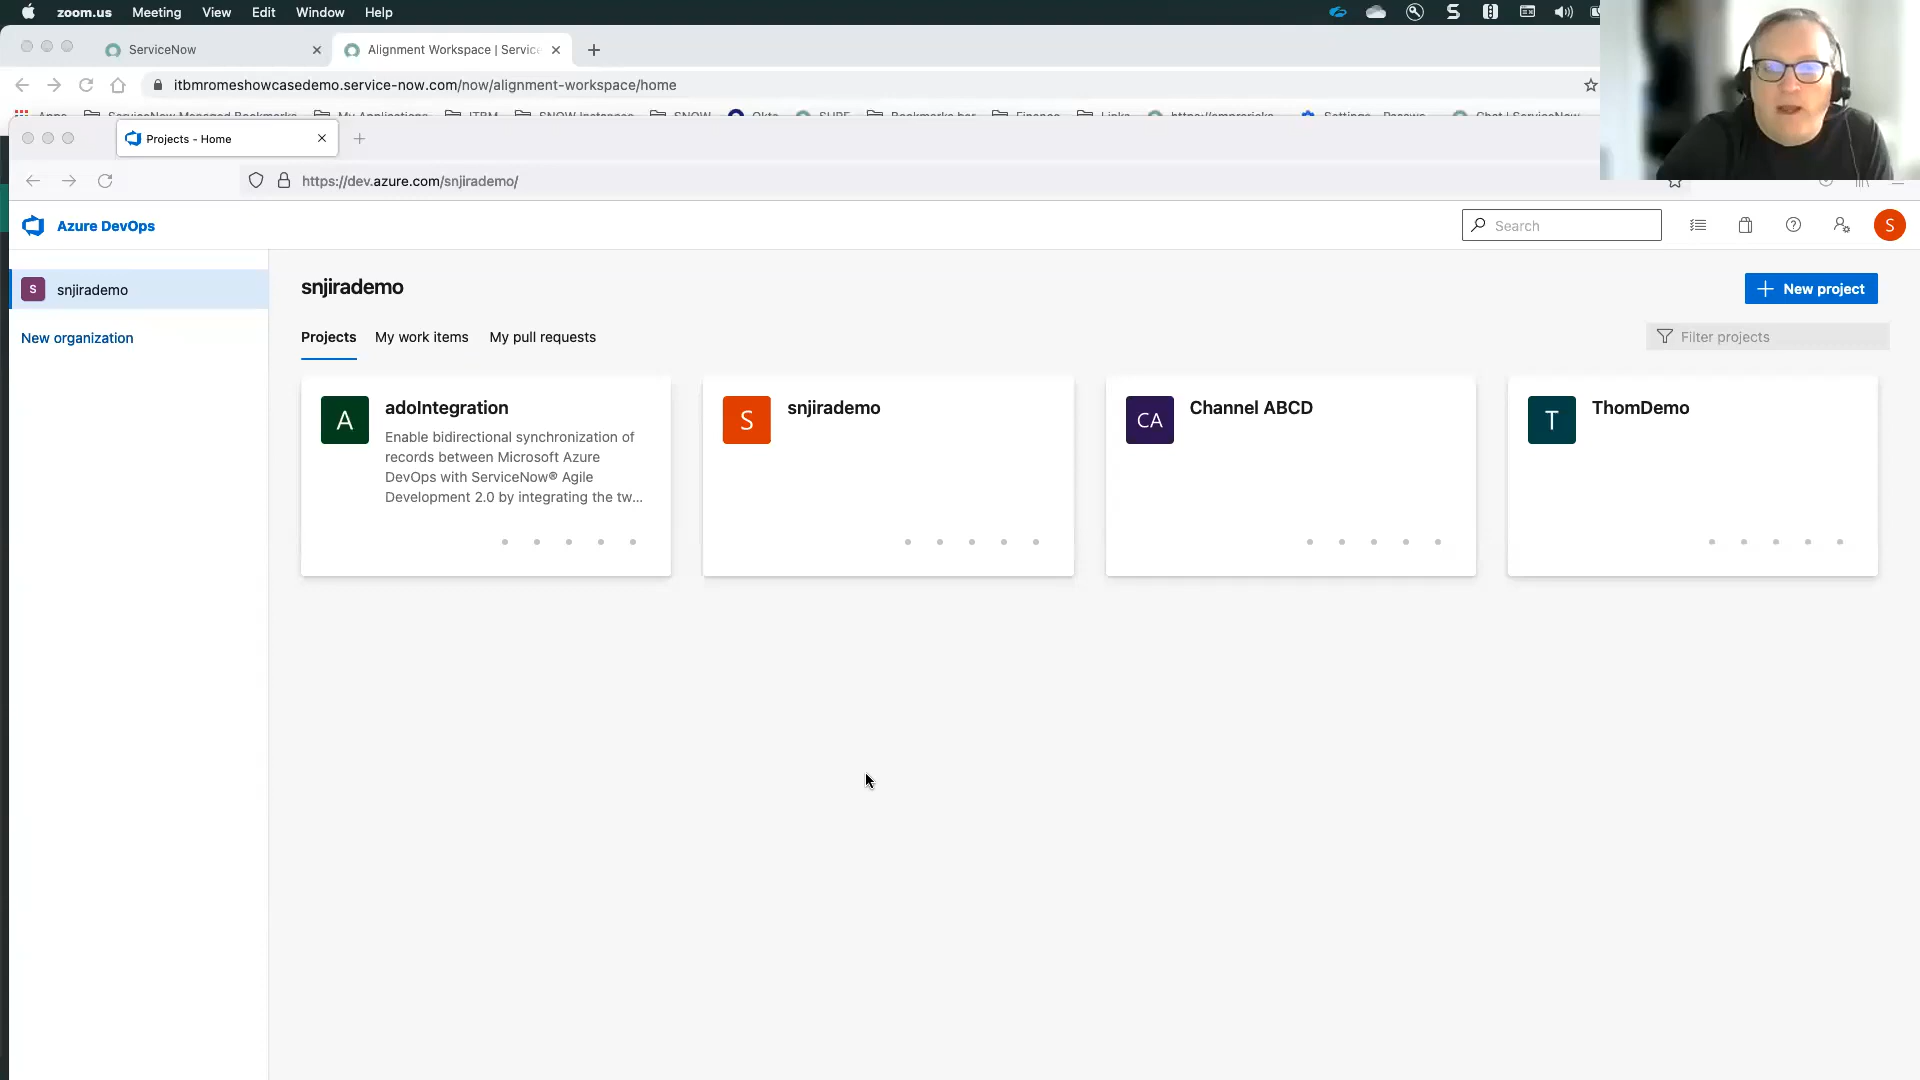 zoom.us Meeting View Edit Window Help
ServiceNow
Alignment Workspace | Service
itbmromeshowcasedemo.service-now.com/now/alignment-workspace/home
Projects - Home
https://dev.azure.com/snjirademo/
Azure DevOps
Search
S
S snjirademo
New organization
snjirademo
New project
Projects My work items My pull requests
Filter projects
A
adoIntegration
Enable bidirectional synchronization of
records between Microsoft Azure
DevOps with ServiceNow® Agile
Development 2.0 by integrating the tw...
S
snjirademo
CA
Channel ABCD
T
ThomDemo